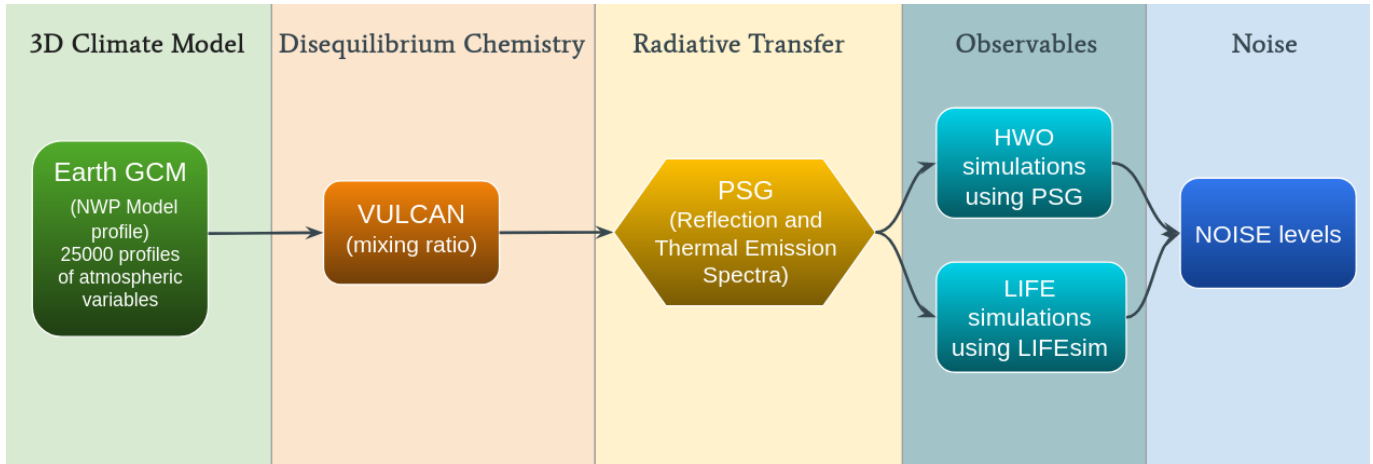 3D Climate Model
Disequilibrium Chemistry
Radiative Transfer
Observables
Noise
Earth GCM
(NWP Model
profile)
25000 profiles
of atmospheric
variables
VULCAN
(mixing ratio)
PSG
(Reflection and
Thermal Emission
Spectra)
HWO
simulations
using PSG
LIFE
simulations
using LIFEsim
NOISE levels